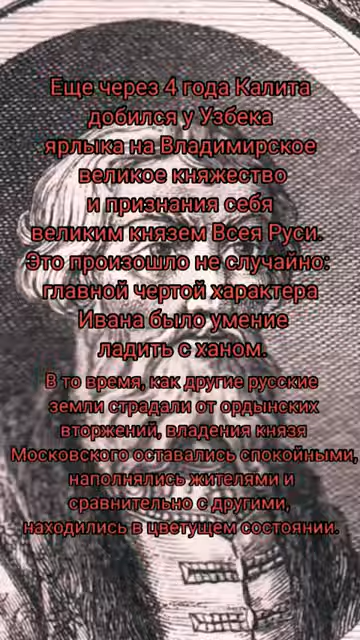 Еще через 4 года Калита
добился у Узбека
ярлыка на Владимирское
великое княжество
и признания себя
великим князем Всея Руси.
Это произошло не случайно:
главной чертой характера
Ивана было умение
ладить с ханом.
В то время, как другие русские
земли страдали от ордынских
вторжений, владения князя
Московского оставались спокойными,
наполнялись жителями и
сравнительно с другими,
находились в цветущем состоянии.